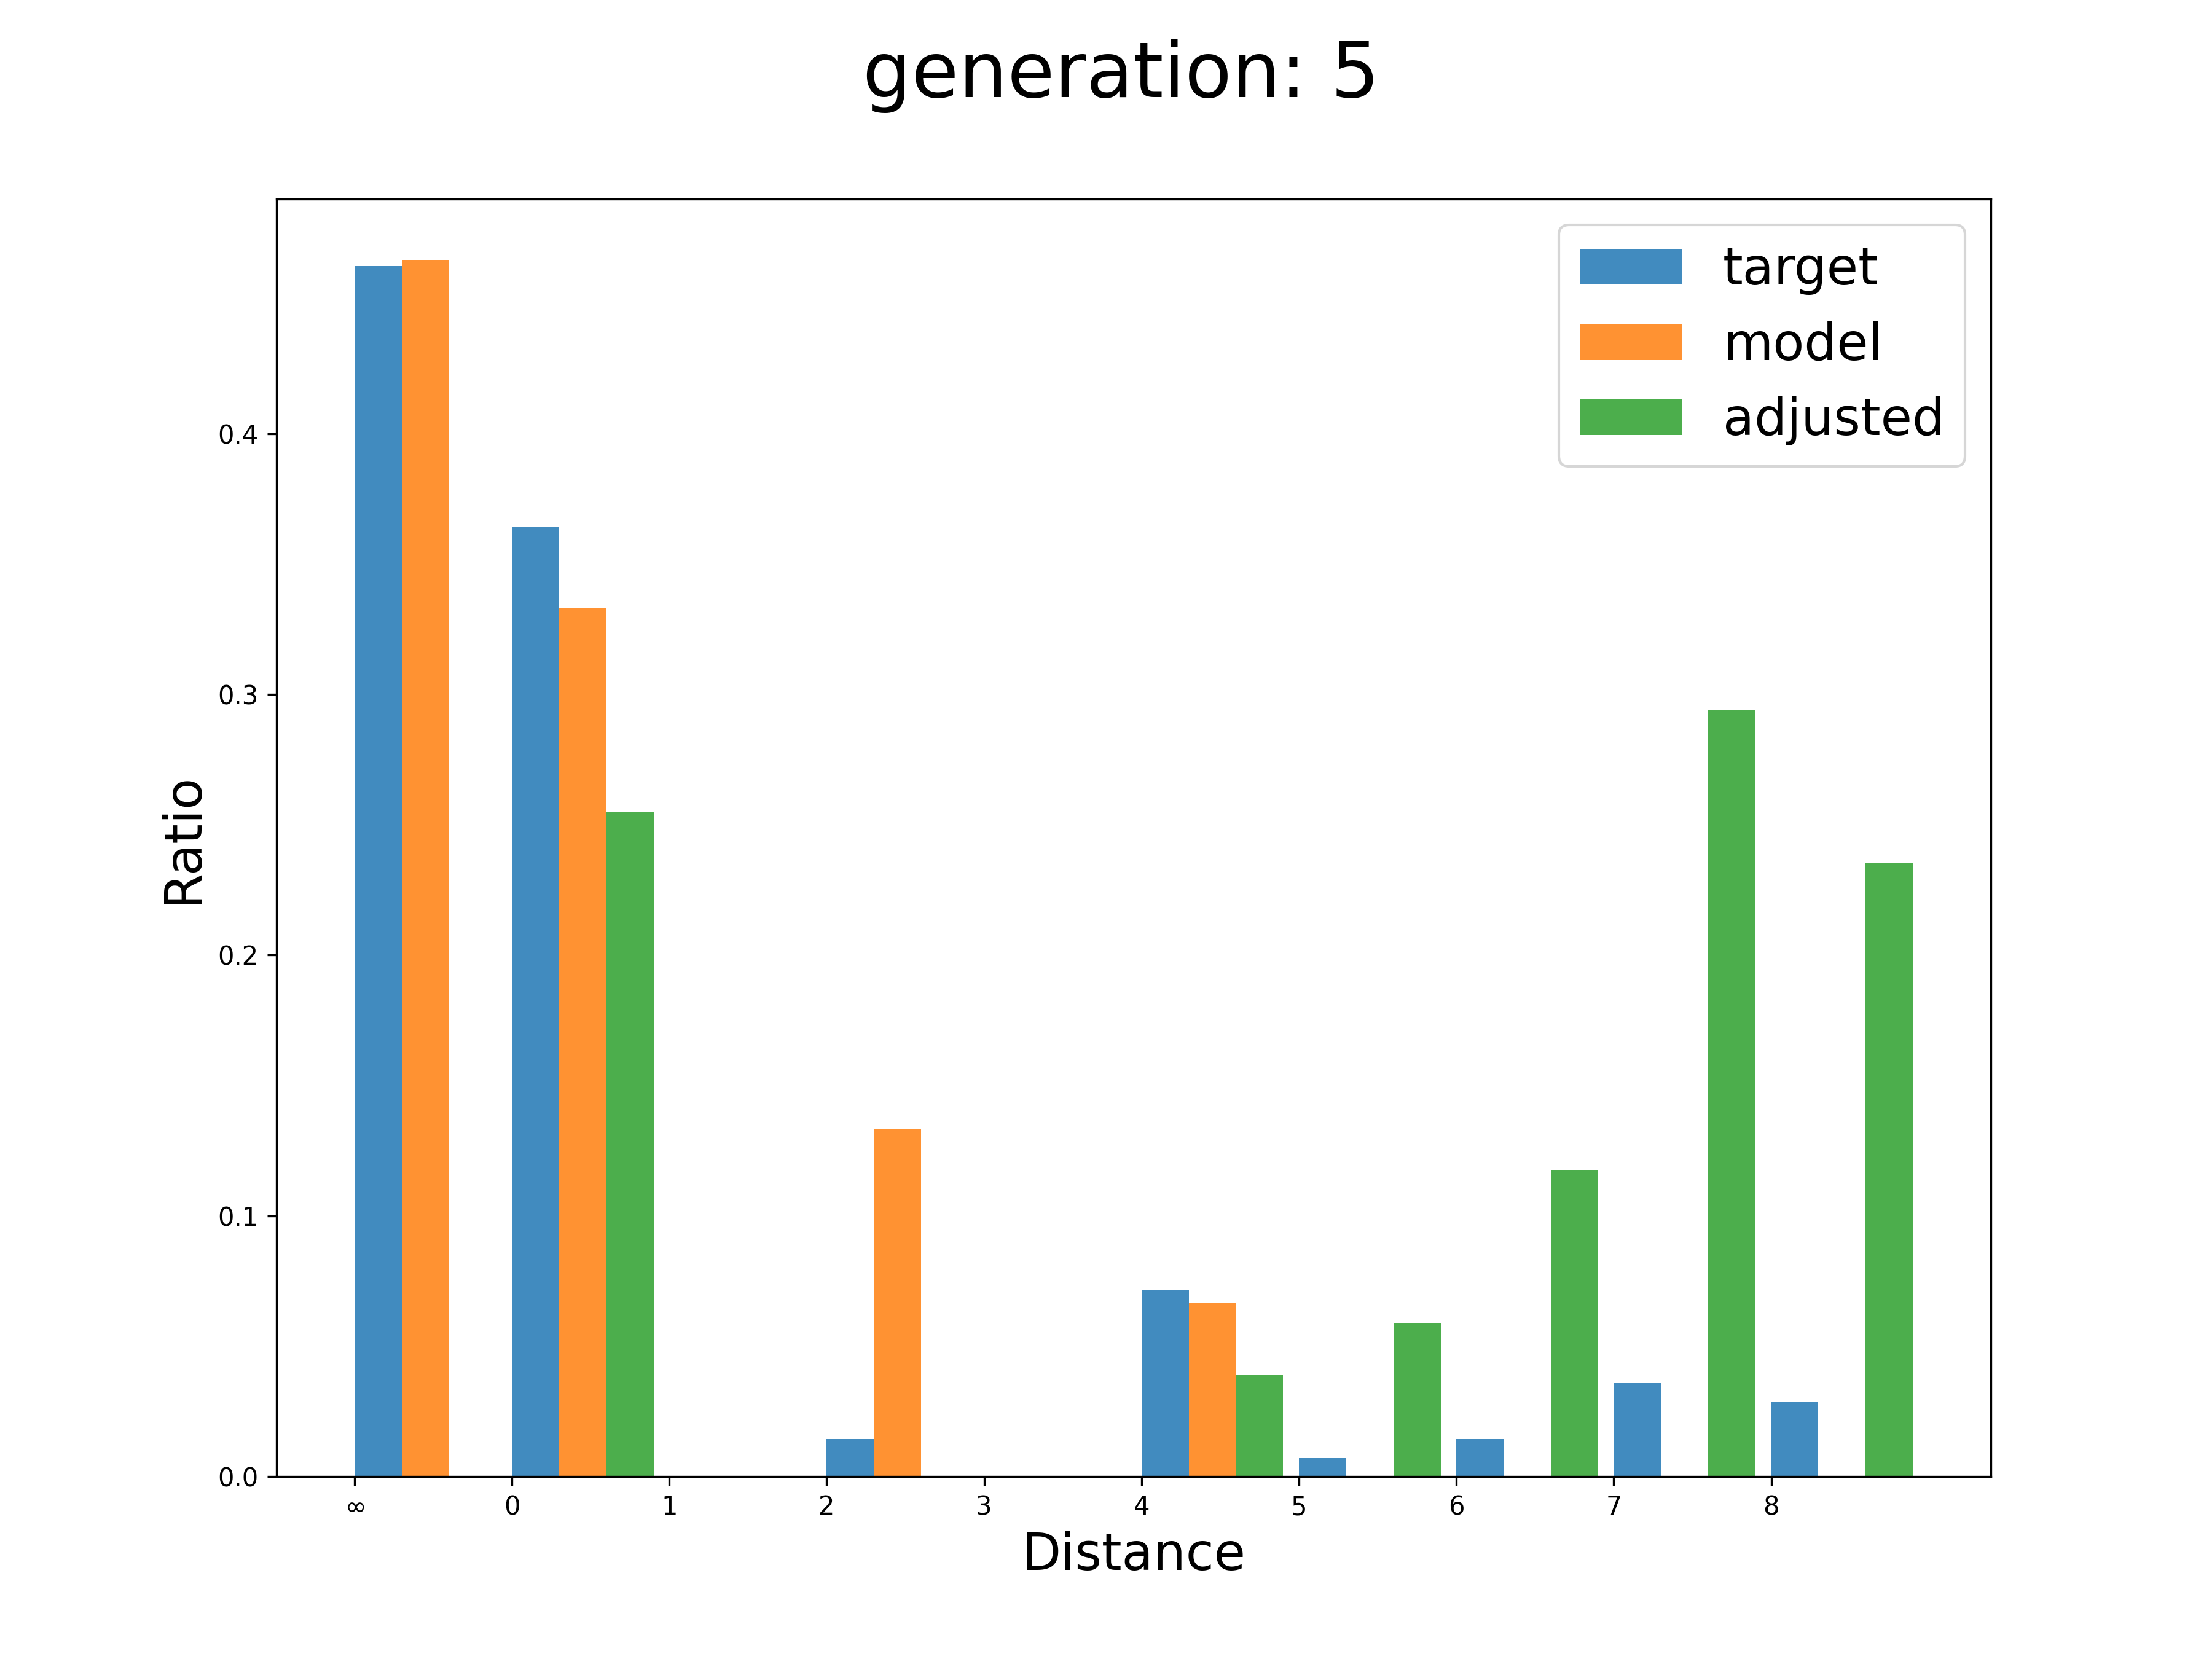 generation: 5
target
model
adjusted
Ratio
0.4
0.3
0.2
0.1
0.0
∞ 0 1 2 3 4 5 6 7 8
Distance